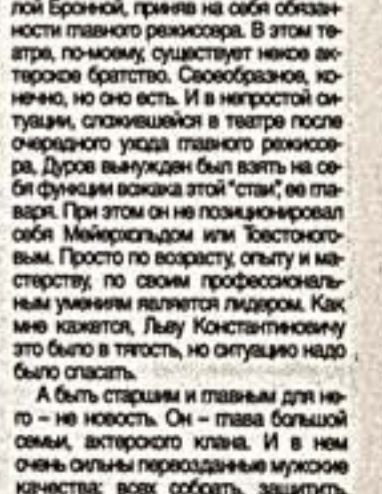 лой Бронной, приняв на себя обязан-
ности главного режиссера. В этом те-
атре, по-моему, существует некое ак-
терское братство. Своеобразное, ко-
нечно, но оно есть. И в непростой си-
туации, сложившейся в театре после
очередного ухода главного режиссе-
ра, Дуров вынужден был взять на се-
бя функции вожака этой "стаи", ее гла-
варя. При этом он не позиционировал
себя Мейерхольдом или Товстоного-
вым. Просто по возрасту, опыту и ма-
стерству, по своим профессиональ-
ным умениям является лидером. Как
мне кажется, Льву Константиновичу
это было в тягость, но ситуацию надо
было спасать.
А быть старшим и главным для не-
го – не новость. Он – глава большой
семьи, актерского клана. И в нем
очень сильны первозданные мужские
качества: всех собрать, защитить,